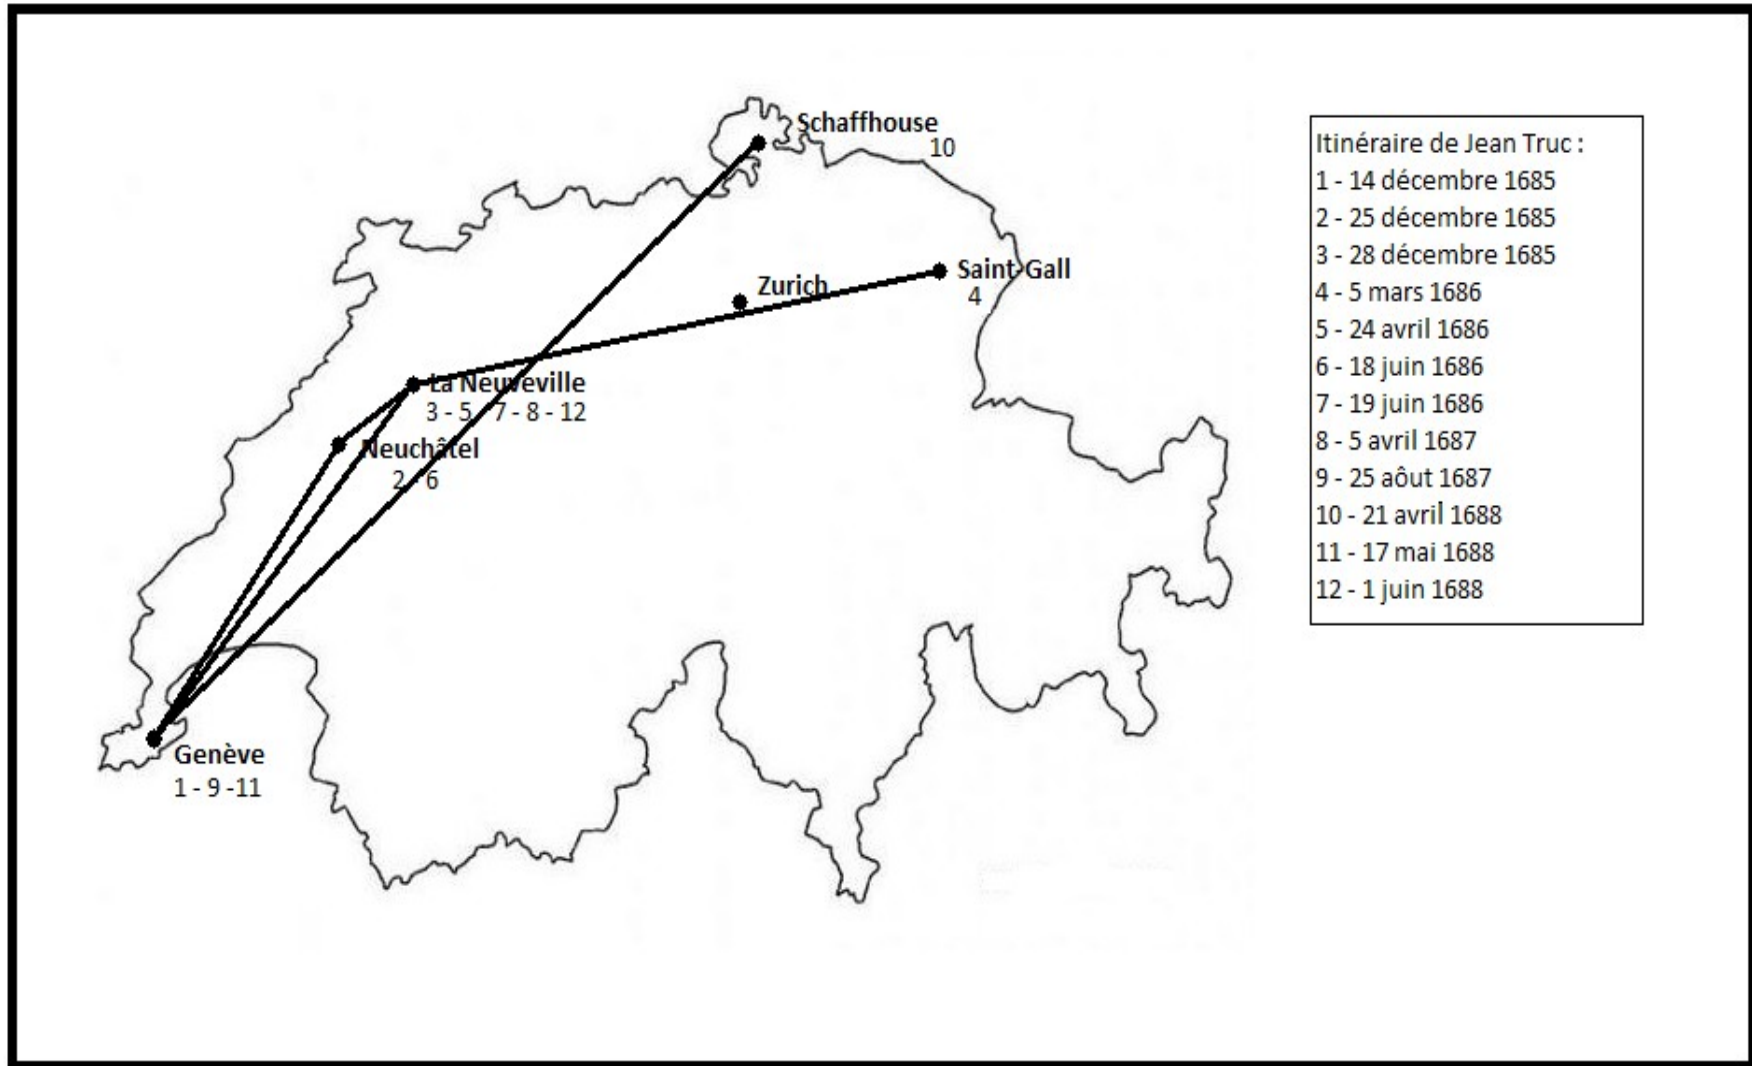 Schaffhouse
10
Saint-Gall
4
Zurich
La Neuveville
3 - 5 - 7 - 8 - 12
Neuchâtel
2 - 6
Genève
1 - 9 -11
Itinéraire de Jean Truc :
1 - 14 décembre 1685
2 - 25 décembre 1685
3 - 28 décembre 1685
4 - 5 mars 1686
5 - 24 avril 1686
6 - 18 juin 1686
7 - 19 juin 1686
8 - 5 avril 1687
9 - 25 aôut 1687
10 - 21 avril 1688
11 - 17 mai 1688
12 - 1 juin 1688